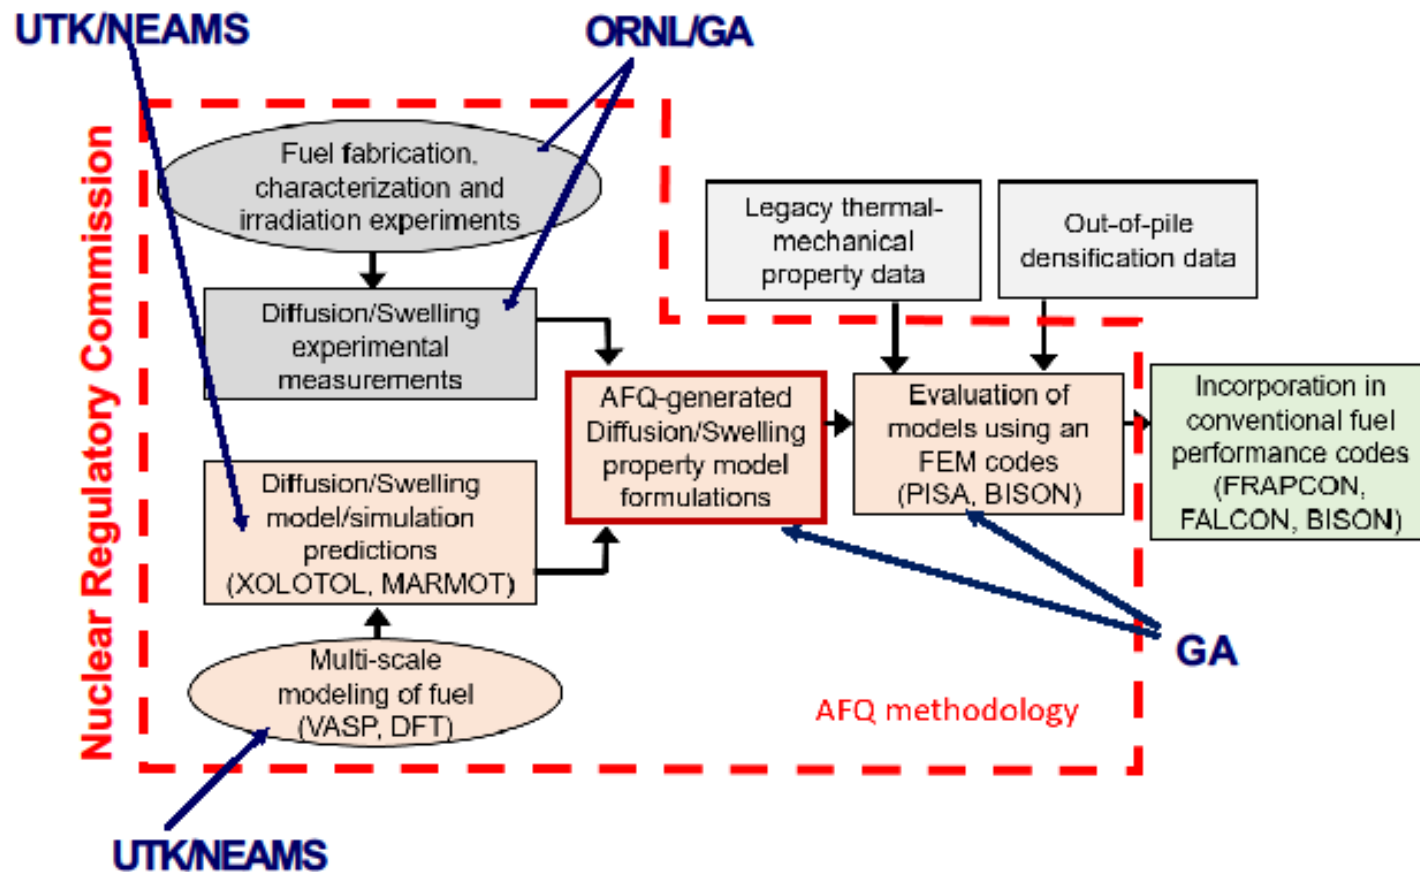 UTK/NEAMS
ORNL/GA
Nuclear Regulatory Commission
Fuel fabrication,
characterization and
irradiation experiments
Legacy thermal-
mechanical
property data
Out-of-pile
densification data
Diffusion/Swelling
experimental
measurements
AFQ-generated
Diffusion/Swelling
property model
formulations
Evaluation of
models using an
FEM codes
(PISA, BISON)
Incorporation in
conventional fuel
performance codes
(FRAPCON,
FALCON, BISON)
Diffusion/Swelling
model/simulation
predictions
(XOLOTOL, MARMOT)
GA
Multi-scale
modeling of fuel
(VASP, DFT)
AFQ methodology
UTK/NEAMS